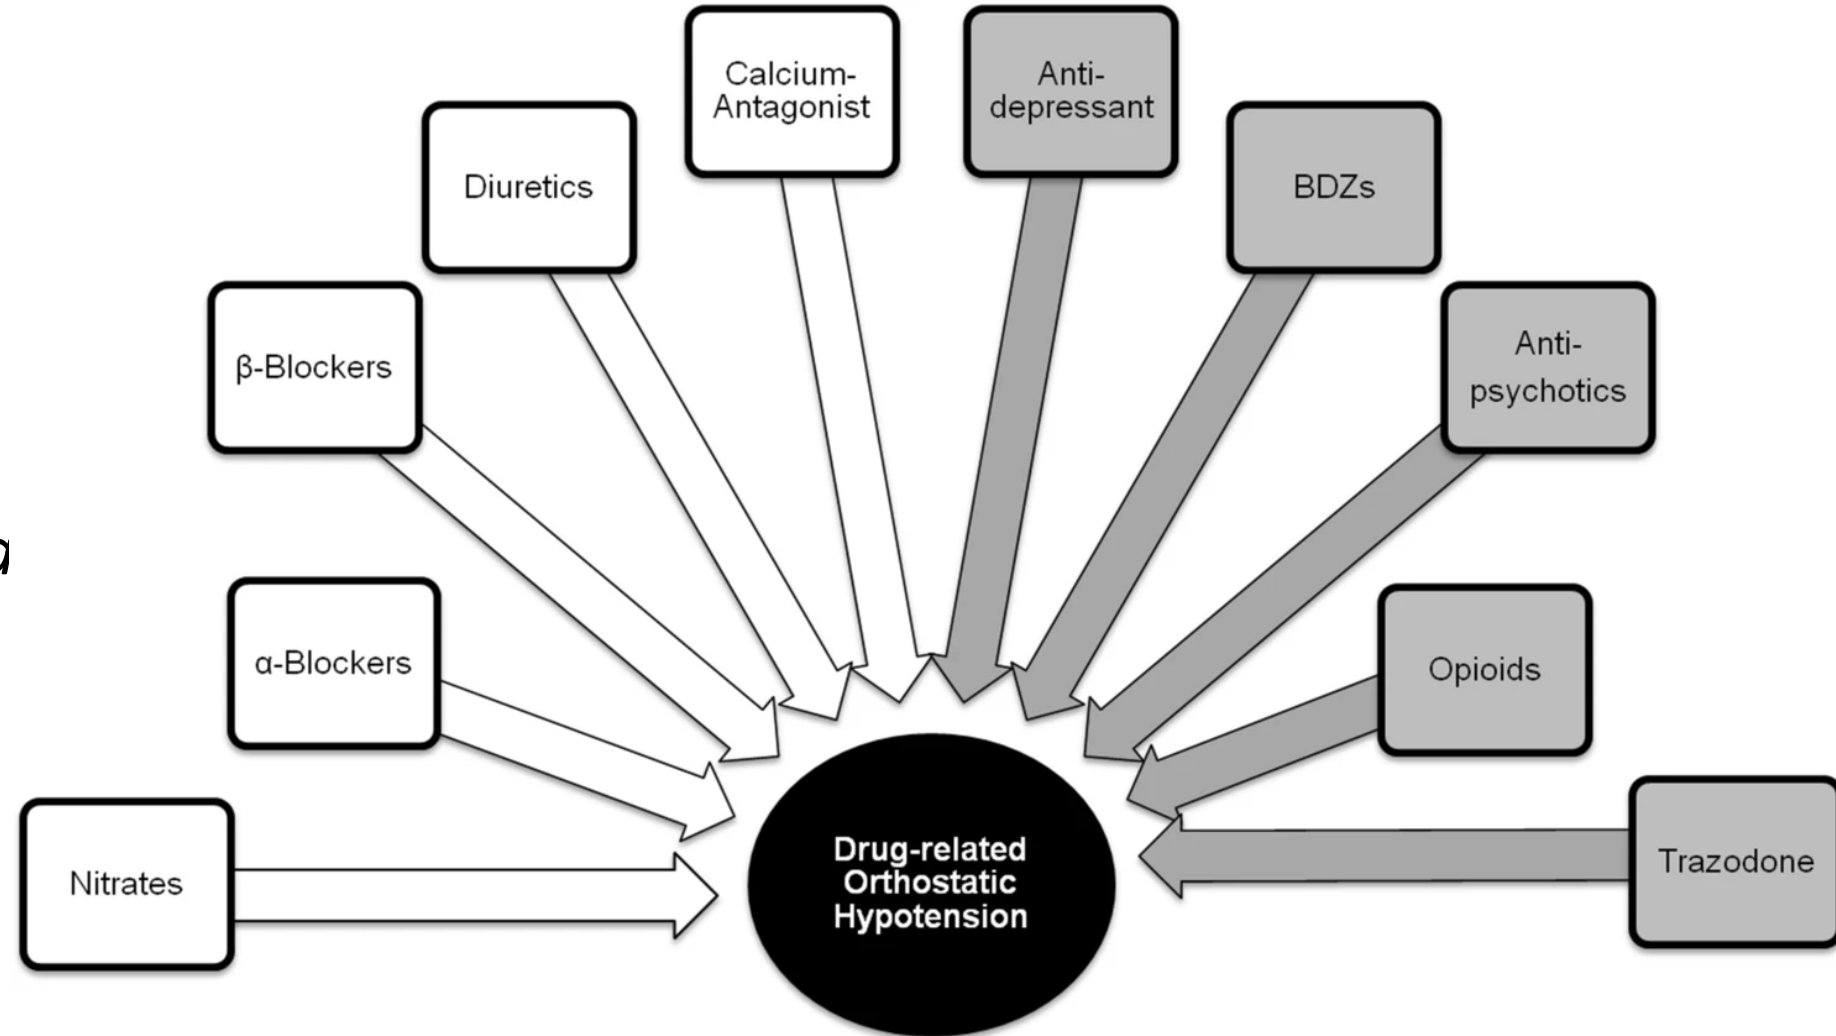 Calcium-
Antagonist
Anti-
depressant
Diuretics
BDZs
β-Blockers
Anti-
psychotics
α-Blockers
Opioids
Nitrates
Drug-related
Orthostatic
Hypotension
Trazodone